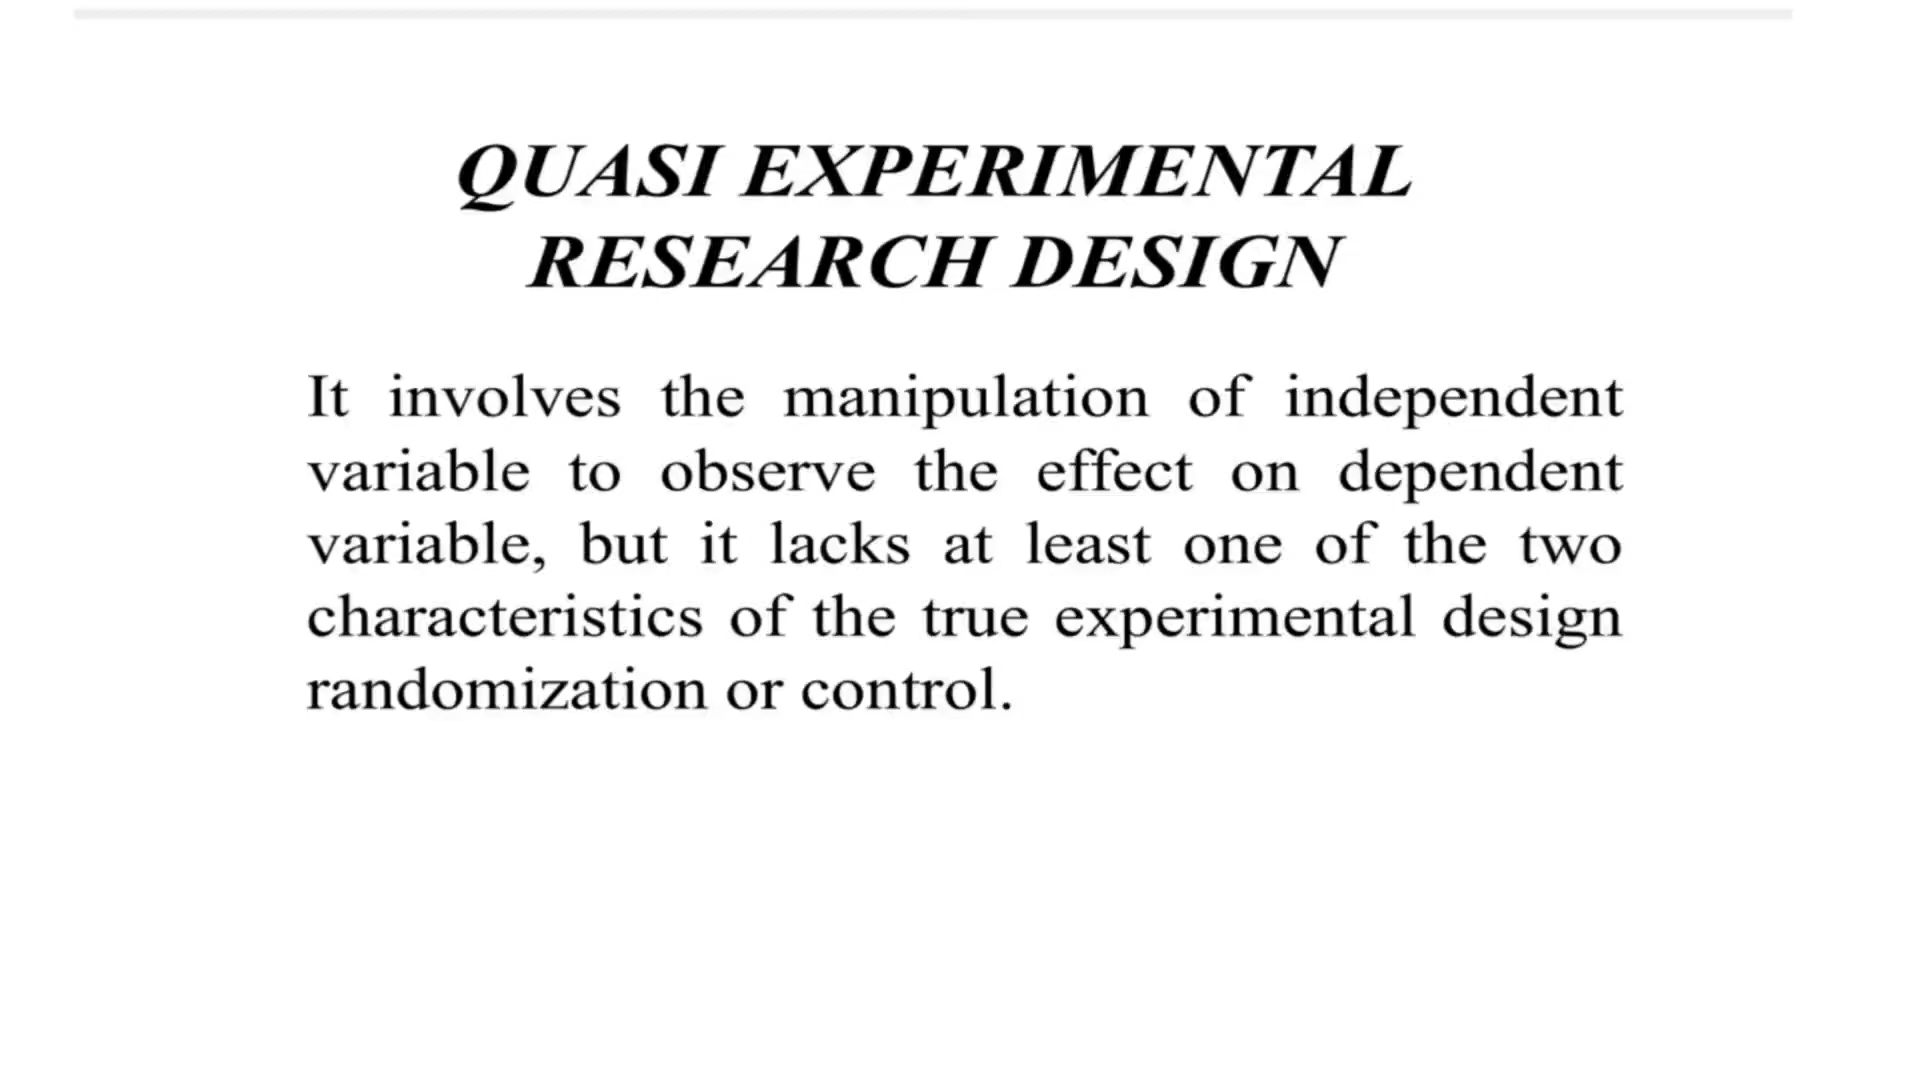 QUASI EXPERIMENTAL
RESEARCH DESIGN
It involves the manipulation of independent
variable to observe the effect on dependent
variable, but it lacks at least one of the two
characteristics of the true experimental design
randomization or control.